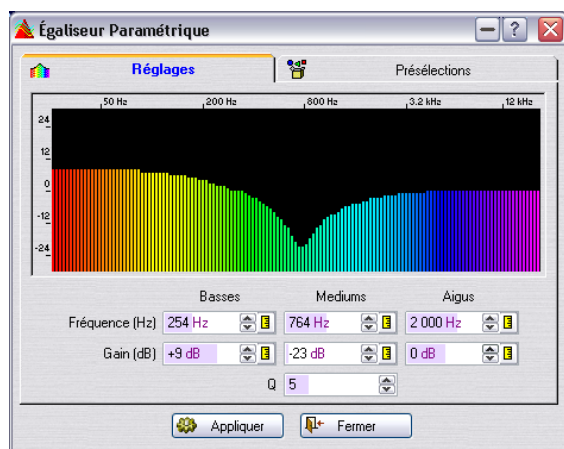 Égaliseur Paramétrique
Réglages Présélections
50 Hz 200 Hz 800 Hz 3.2 kHz 12 kHz
24
12
0
-12
-24
Basses Mediums Aigus
Fréquence (Hz) 254 Hz 764 Hz 2 000 Hz
Gain (dB) +9 dB -23 dB 0 dB
Q 5
Appliquer Fermer